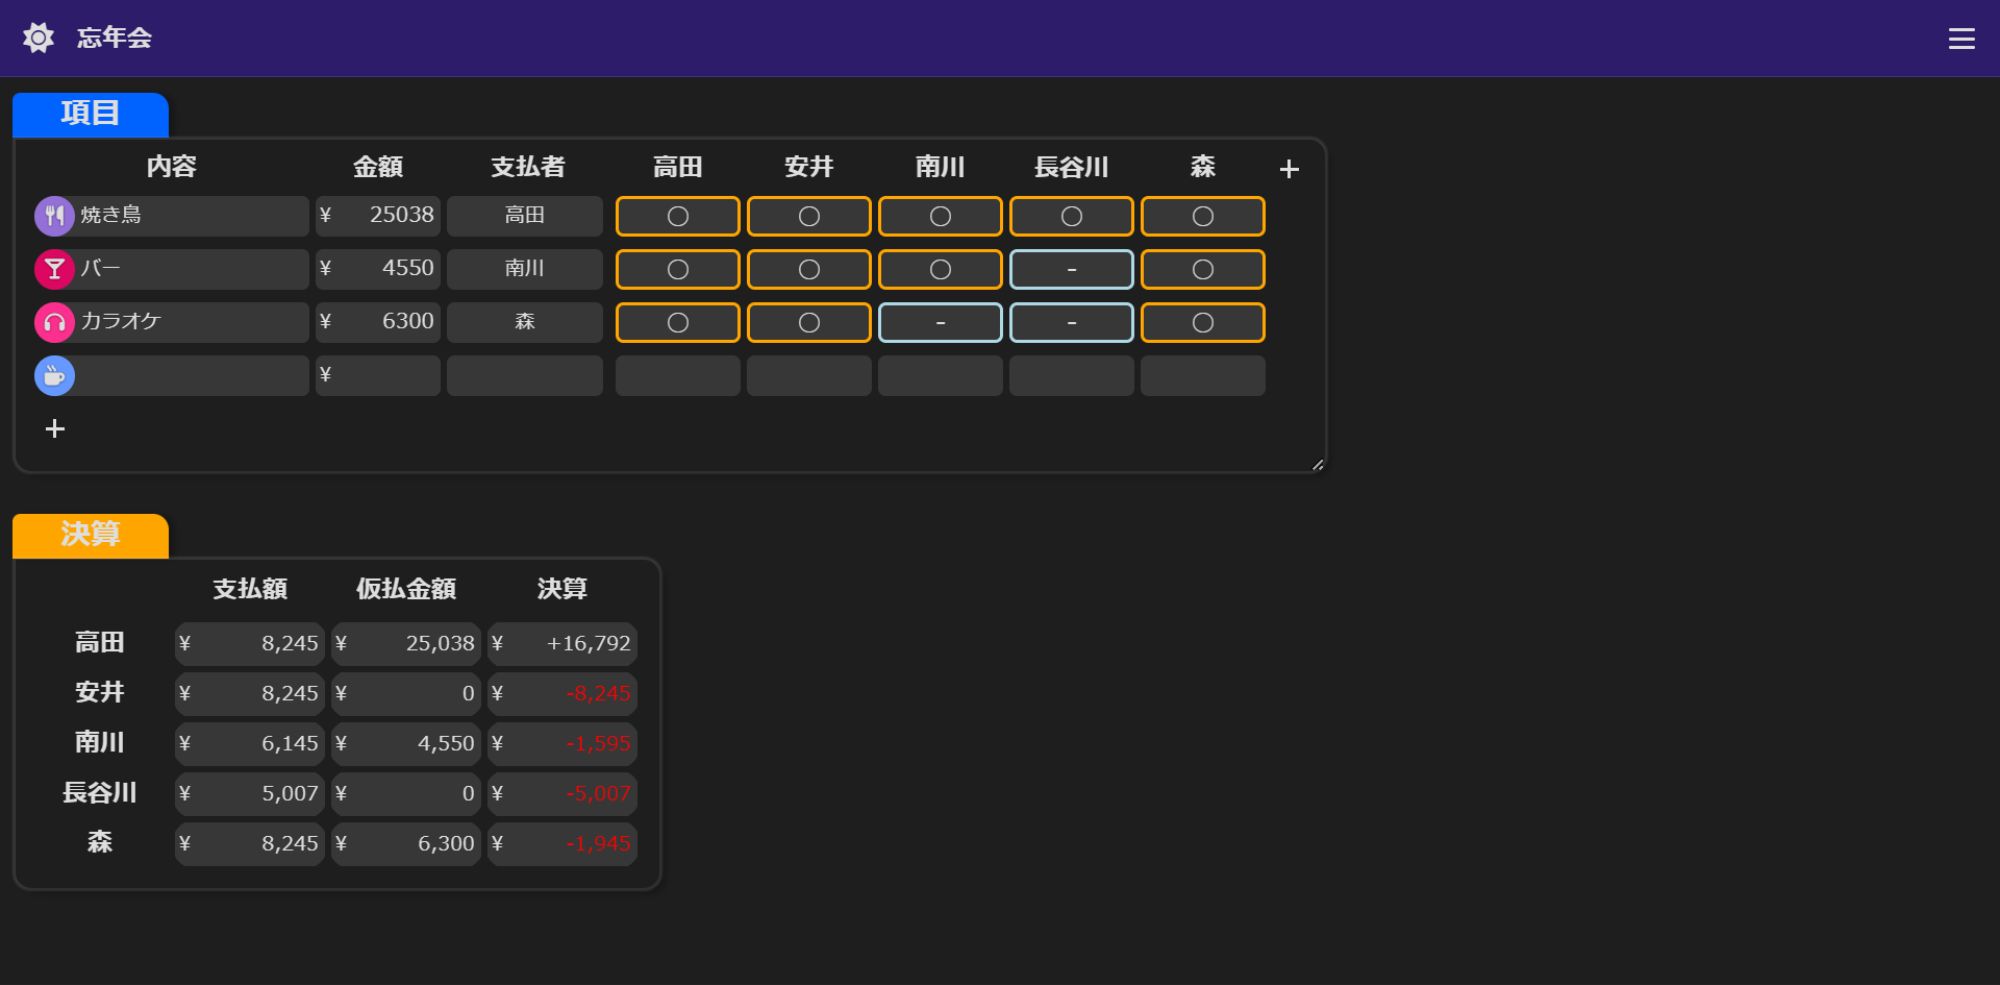 忘年会
項目
内容 金額 支払者 高田 安井 南川 長谷川 森 +
焼き鳥 ¥ 25038 高田 ○ ○ ○ ○ ○
バー ¥ 4550 南川 ○ ○ ○ - ○
カラオケ ¥ 6300 森 ○ ○ - - ○
¥
+
決算
支払額 仮払金額 決算
高田 ¥ 8,245 ¥ 25,038 ¥ +16,792
安井 ¥ 8,245 ¥ 0 ¥ -8,245
南川 ¥ 6,145 ¥ 4,550 ¥ -1,595
長谷川 ¥ 5,007 ¥ 0 ¥ -5,007
森 ¥ 8,245 ¥ 6,300 ¥ -1,945